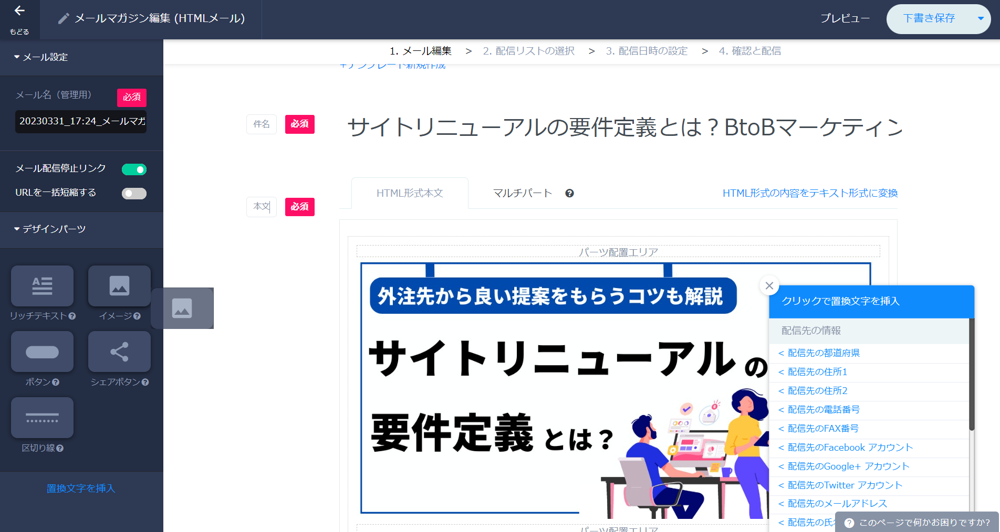 もどる
メールマガジン編集 (HTMLメール)
プレビュー
下書き保存
1. メール編集 > 2. 配信リストの選択 > 3. 配信日時の設定 > 4. 確認と配信
メール設定
メール名（管理用）
必須
20230331_17:24_メールマガ
メール配信停止リンク
URLを一括短縮する
デザインパーツ
リッチテキスト?
イメージ?
ボタン?
シェアボタン?
区切り線?
置換文字を挿入
+テンプレート新規作成
件名
必須
サイトリニューアルの要件定義とは？BtoBマーケティン
本文
必須
HTML形式本文
マルチパート ?
HTML形式の内容をテキスト形式に変換
パーツ配置エリア
外注先から良い提案をもらうコツも解説
サイトリニューアルの
要件定義とは？
パーツ配置エリア
クリックで置換文字を挿入
配信先の情報
< 配信先の都道府県
< 配信先の住所1
< 配信先の住所2
< 配信先の電話番号
< 配信先のFAX番号
< 配信先のFacebook アカウント
< 配信先のGoogle+ アカウント
< 配信先のTwitter アカウント
< 配信先のメールアドレス
< 配信先の氏
? このページで何かお困りですか?